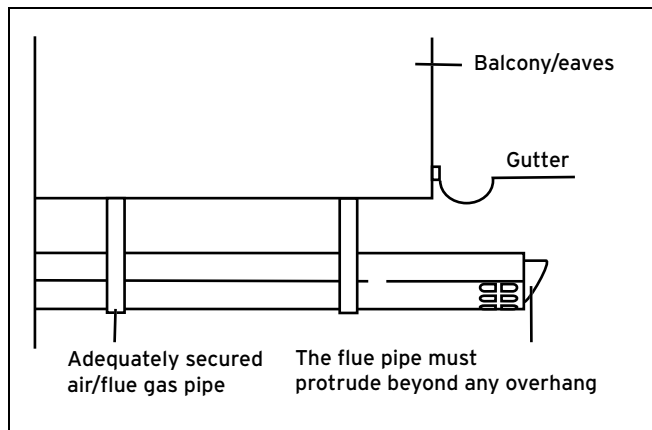 Balcony/eaves
Gutter
Adequately secured
air/flue gas pipe
The flue pipe must
protrude beyond any overhang